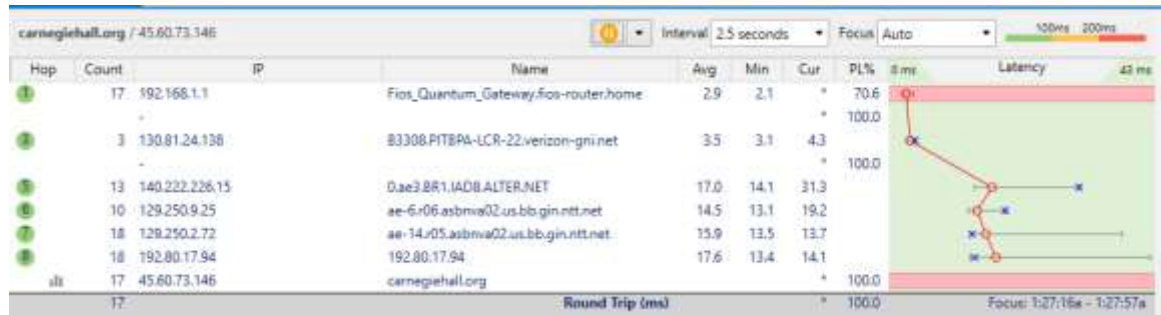 carnegiehall.org / 45.60.73.146 Interval 2.5 seconds Focus Auto 100ms 200ms
Hop Count IP Name Avg Min Cur PL% 0 ms Latency 43 ms
1 17 192.168.1.1 Fios_Quantum_Gateway.fios-router.home 2.9 2.1 * 70.6
- * 100.0
3 3 130.81.24.138 B3308.PITBPA-LCR-22.verizon-gni.net 3.5 3.1 4.3
- * 100.0
5 13 140.222.226.15 0.ae3.BR1.IAD8.ALTER.NET 17.0 14.1 31.3
6 10 129.250.9.25 ae-6.r06.asbnva02.us.bb.gin.ntt.net 14.5 13.1 19.2
7 18 129.250.2.72 ae-14.r05.asbnva02.us.bb.gin.ntt.net 15.9 13.5 13.7
8 18 192.80.17.94 192.80.17.94 17.6 13.4 14.1
17 45.60.73.146 carnegiehall.org * 100.0
17 Round Trip (ms) * 100.0 Focus: 1:27:16a - 1:27:57a